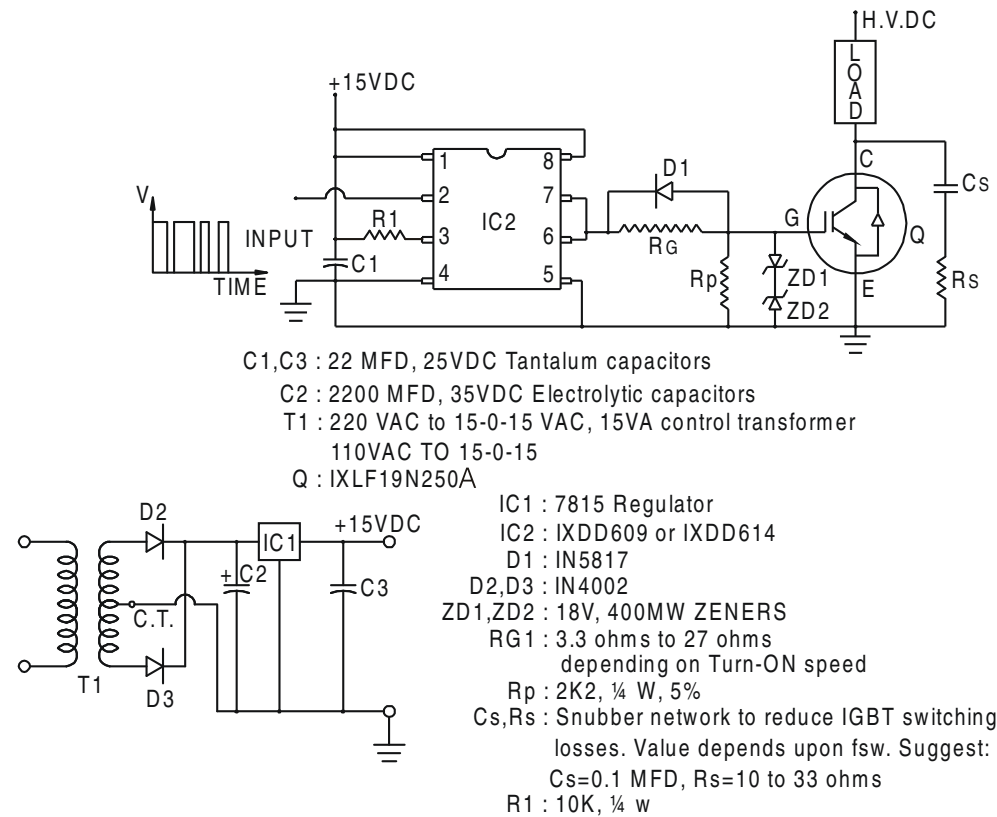 H.V.DC
LOAD
+15VDC
C
Cs
1
8
D1
V
2
7
G
Q
R1
IC2
INPUT
3
6
RG
C1
Rp
ZD1
Rs
TIME
4
5
E
ZD2
C1,C3 : 22 MFD, 25VDC Tantalum capacitors
C2 : 2200 MFD, 35VDC Electrolytic capacitors
T1 : 220 VAC to 15-0-15 VAC, 15VA control transformer
110VAC TO 15-0-15
Q : IXLF19N250A
D2
+15VDC
IC1
+
C2
C3
C.T.
T1
D3
IC1 : 7815 Regulator
IC2 : IXDD609 or IXDD614
D1 : IN5817
D2,D3 : IN4002
ZD1,ZD2 : 18V, 400MW ZENERS
RG1 : 3.3 ohms to 27 ohms
depending on Turn-ON speed
Rp : 2K2, ¼ W, 5%
Cs,Rs : Snubber network to reduce IGBT switching
losses. Value depends upon fsw. Suggest:
Cs=0.1 MFD, Rs=10 to 33 ohms
R1 : 10K, ¼ w